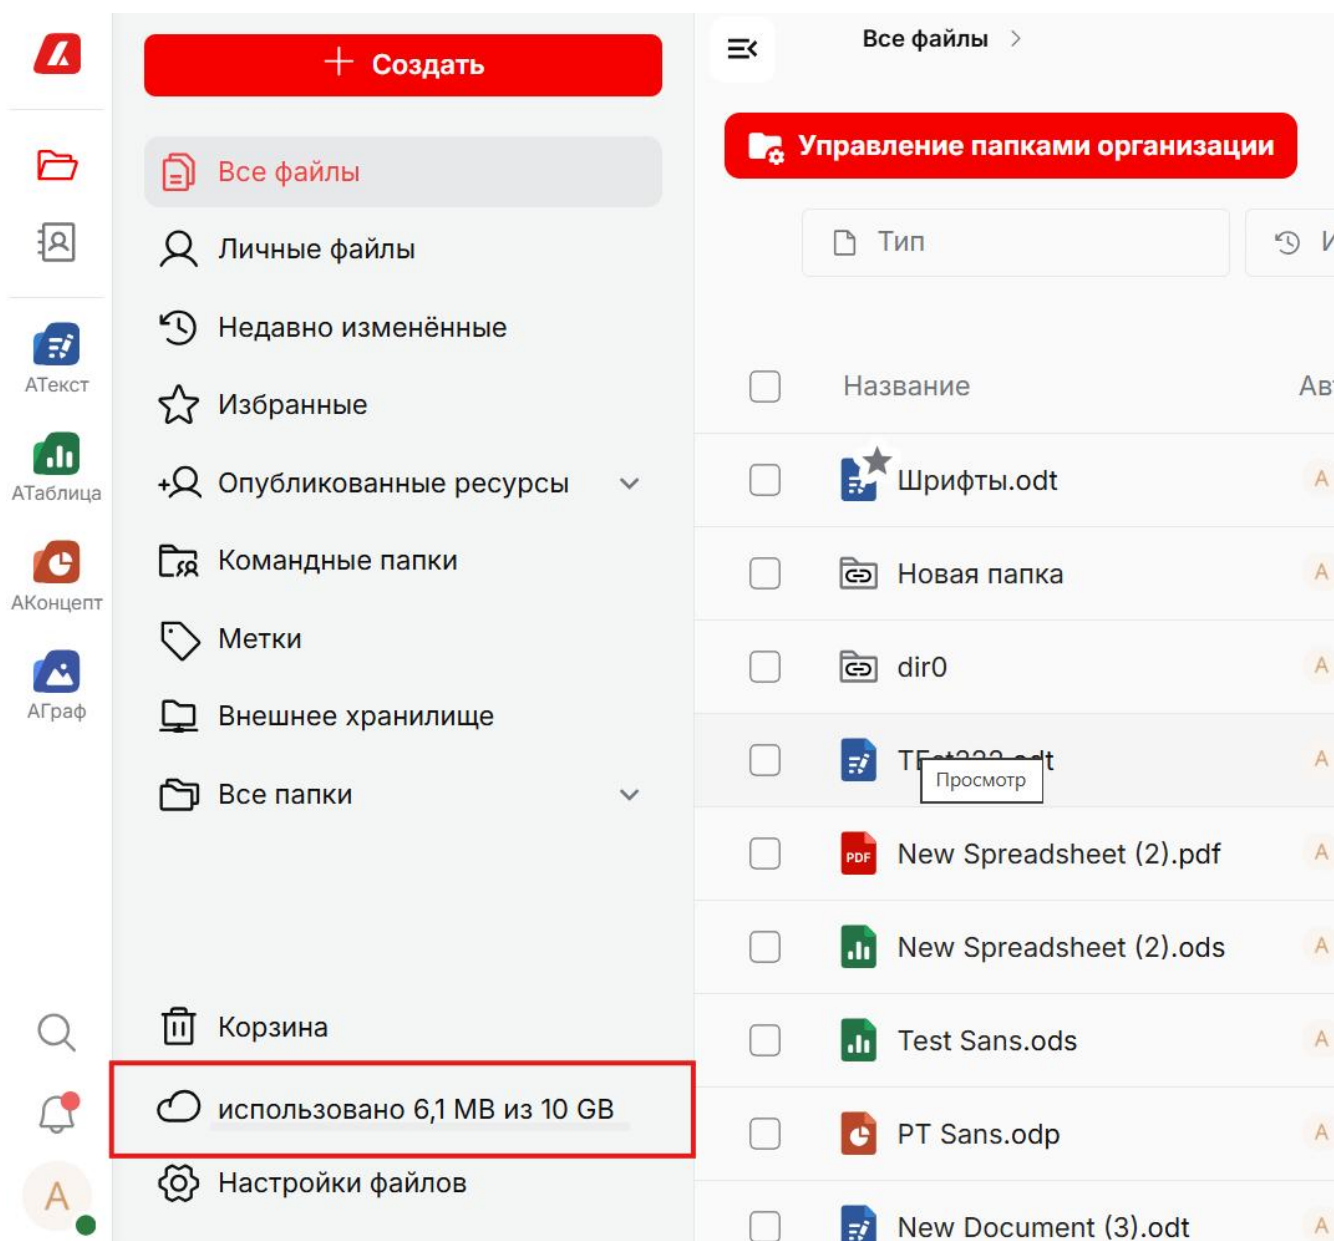 Создать
Все файлы
Личные файлы
Недавно изменённые
Избранные
Опубликованные ресурсы
Командные папки
Метки
Внешнее хранилище
Все папки
Корзина
использовано 6,1 MB из 10 GB
Настройки файлов
АТекст
АТаблица
АКонцепт
АГраф
А
Все файлы
Управление папками организации
Тип
Название
Шрифты.odt
А
Новая папка
А
dir0
А
Просмотр
А
PDF
New Spreadsheet (2).pdf
А
New Spreadsheet (2).ods
А
Test Sans.ods
А
PT Sans.odp
А
New Document (3).odt
А